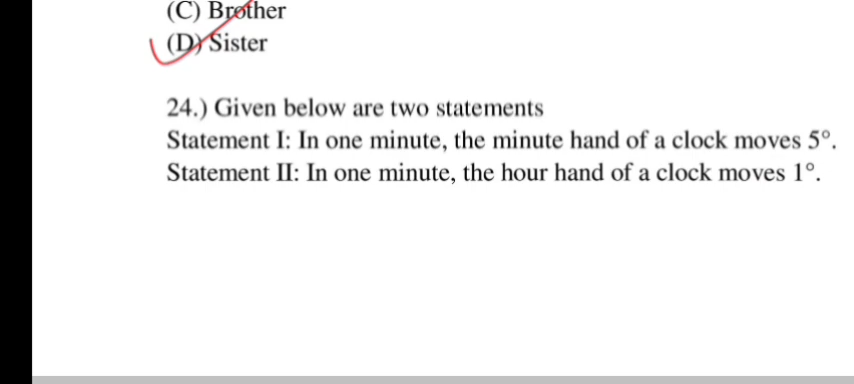 (C) Brother
(D) Sister
24.) Given below are two statements
Statement I: In one minute, the minute hand of a clock moves 5°.
Statement II: In one minute, the hour hand of a clock moves 1°.